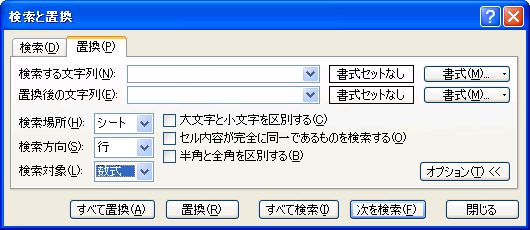 検索と置換
検索(D) 置換(P)
検索する文字列(N): 書式セットなし 書式(M)...
置換後の文字列(E): 書式セットなし 書式(M)...
検索場所(H): シート 大文字と小文字を区別する(C)
検索方向(S): 行 セル内容が完全に同一であるものを検索する(O)
検索対象(L): 数式 半角と全角を区別する(B)
オプション(T) <<
すべて置換(A) 置換(R) すべて検索(I) 次を検索(F) 閉じる